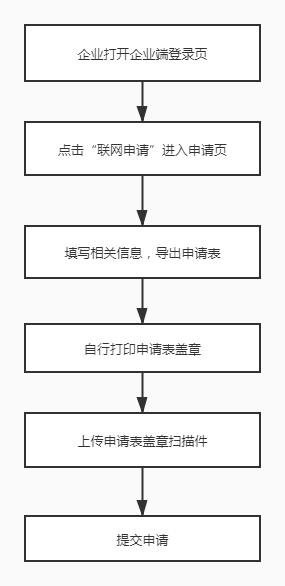 企业打开企业端登录页
点击“联网申请”进入申请页
填写相关信息，导出申请表
自行打印申请表盖章
上传申请表盖章扫描件
提交申请